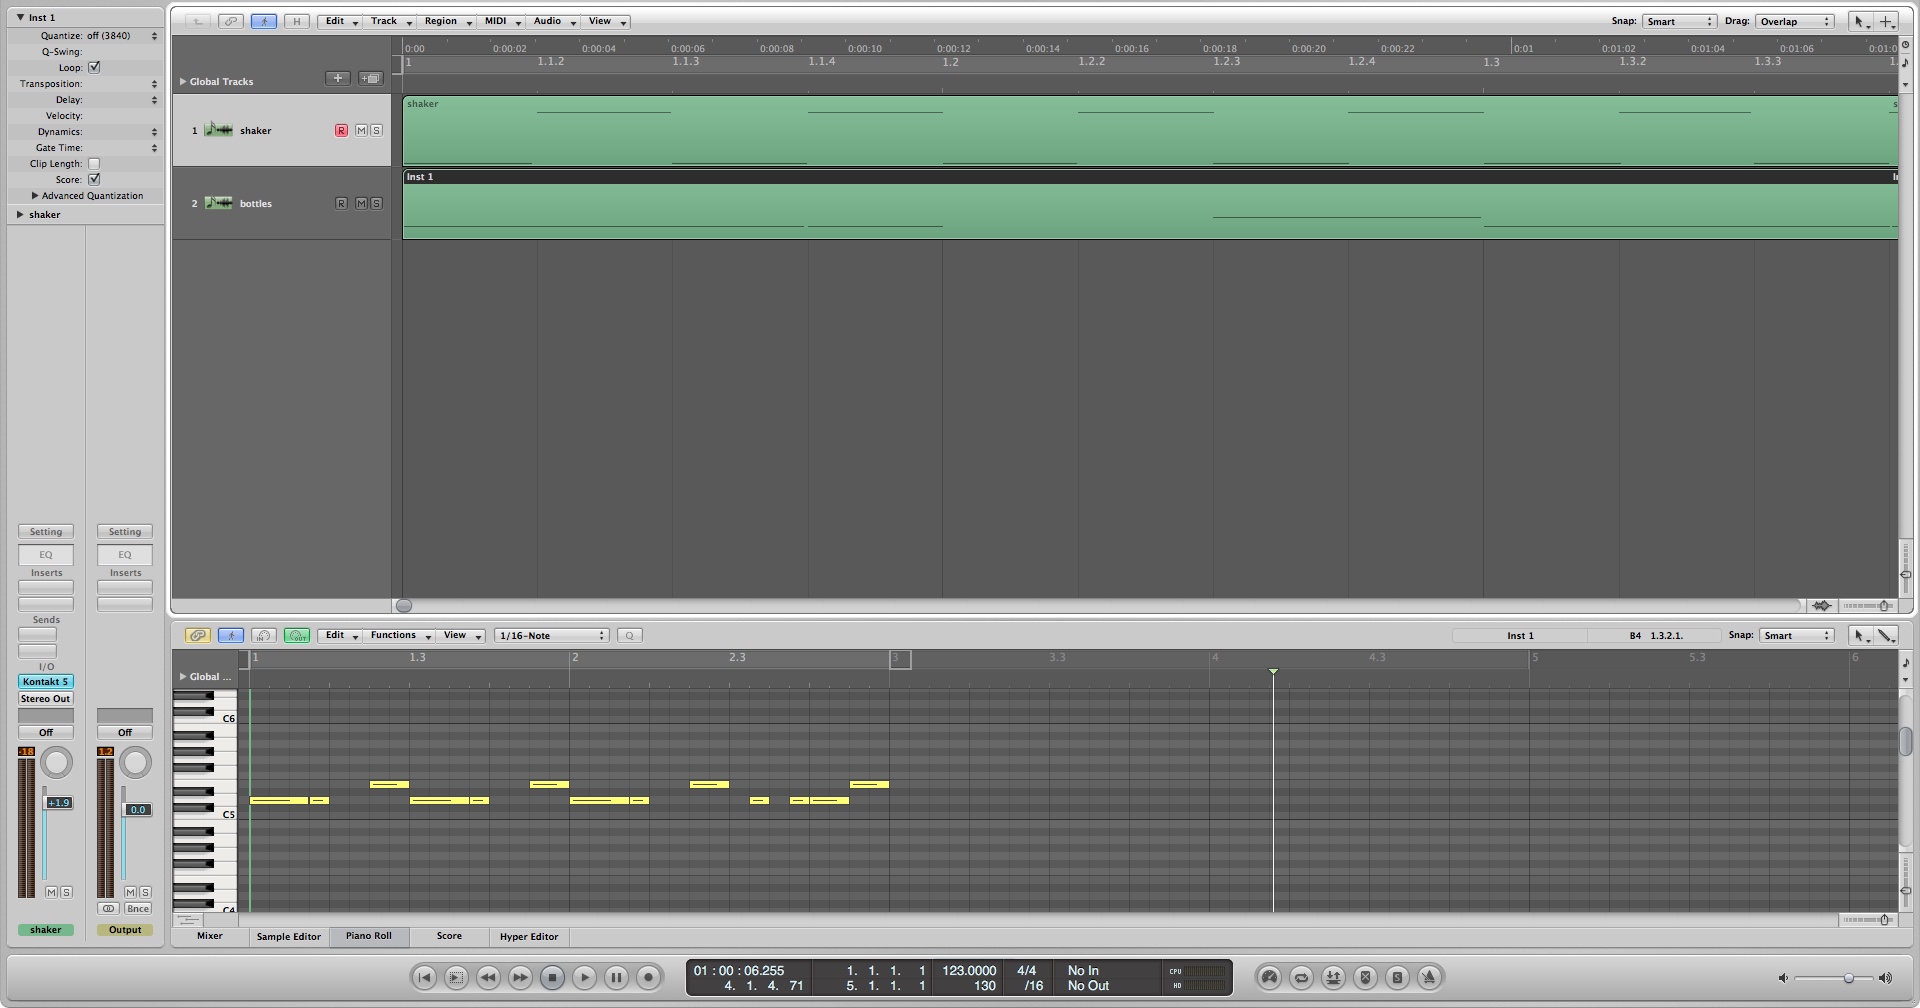 Inst 1
Quantize: off (3840)
Q-Swing:
Loop:
Transposition:
Delay:
Velocity:
Dynamics:
Gate Time:
Clip Length:
Score:
Advanced Quantization
shaker
Setting Setting
EQ EQ
Inserts Inserts
Sends
I/O
Kontakt 5
Stereo Out
Off Off
-18 1.2
+1.9 0.0
M S M S
Bnce
shaker Output
H Edit Track Region MIDI Audio View Snap: Smart Drag: Overlap
0:00 0:00:02 0:00:04 0:00:06 0:00:08 0:00:10 0:00:12 0:00:14 0:00:16 0:00:18 0:00:20 0:00:22 0:01 0:01:02 0:01:04 0:01:06 0:01:0
1 1.1.2 1.1.3 1.1.4 1.2 1.2.2 1.2.3 1.2.4 1.3 1.3.2 1.3.3 1.
Global Tracks
shaker s
1 shaker R M S
Inst 1 I
2 bottles R M S
IN OUT Edit Functions View 1/16-Note Q Inst 1 B4 1.3.2.1. Snap: Smart
1 1.3 2 2.3 3 3.3 4 4.3 5 5.3 6
Global ...
C6
C5
C4
Mixer Sample Editor Piano Roll Score Hyper Editor
01 : 00 : 06.255 1. 1. 1. 1 123.0000 4/4 No In CPU
4. 1. 4. 71 5. 1. 1. 1 130 /16 No Out HD
S